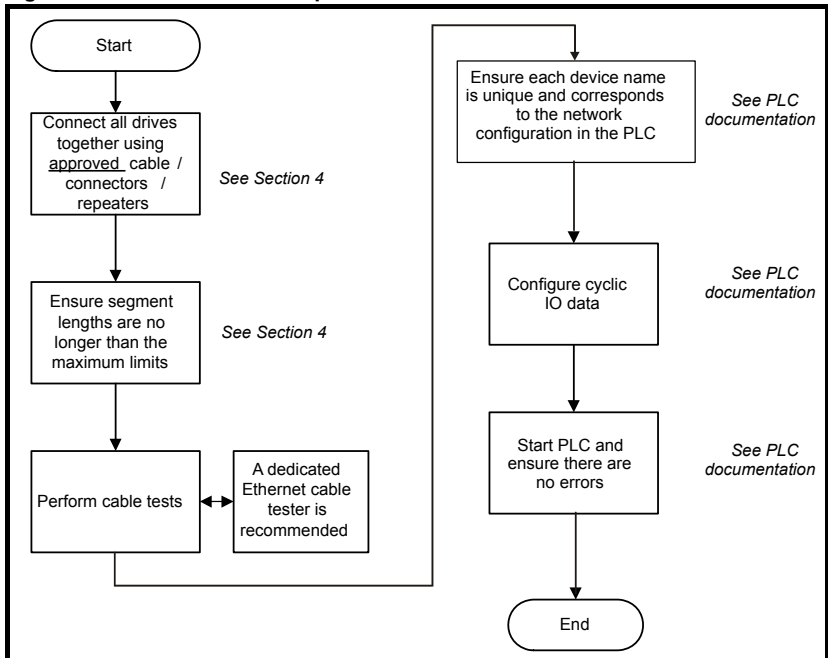 Start
Connect all drives
together using
approved cable /
connectors /
repeaters
See Section 4
Ensure segment
lengths are no
longer than the
maximum limits
See Section 4
Perform cable tests
A dedicated
Ethernet cable
tester is
recommended
Ensure each device name
is unique and corresponds
to the network
configuration in the PLC
See PLC
documentation
Configure cyclic
IO data
See PLC
documentation
Start PLC and
ensure there are
no errors
See PLC
documentation
End